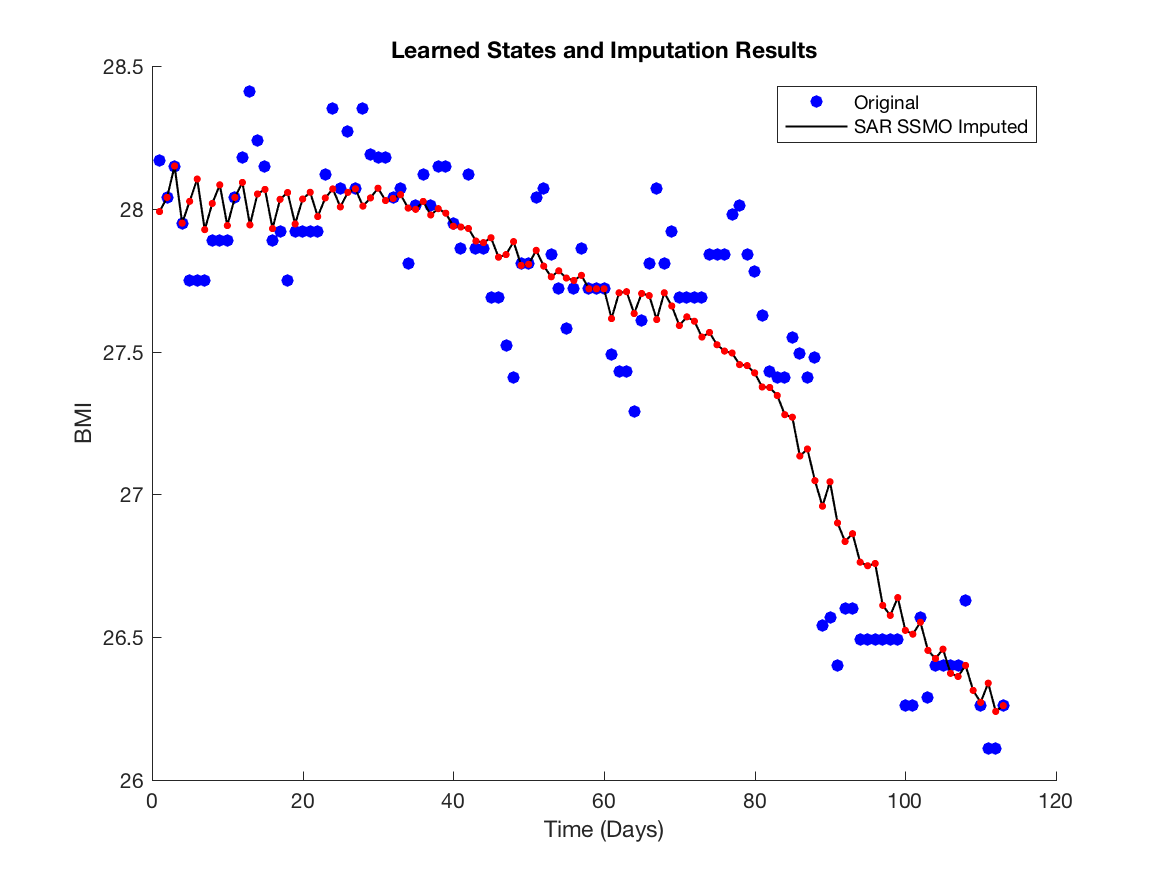 Learned States and Imputation Results
Original
SAR SSMO Imputed
BMI
28.5
28
27.5
27
26.5
26
0
20
40
60
80
100
120
Time (Days)